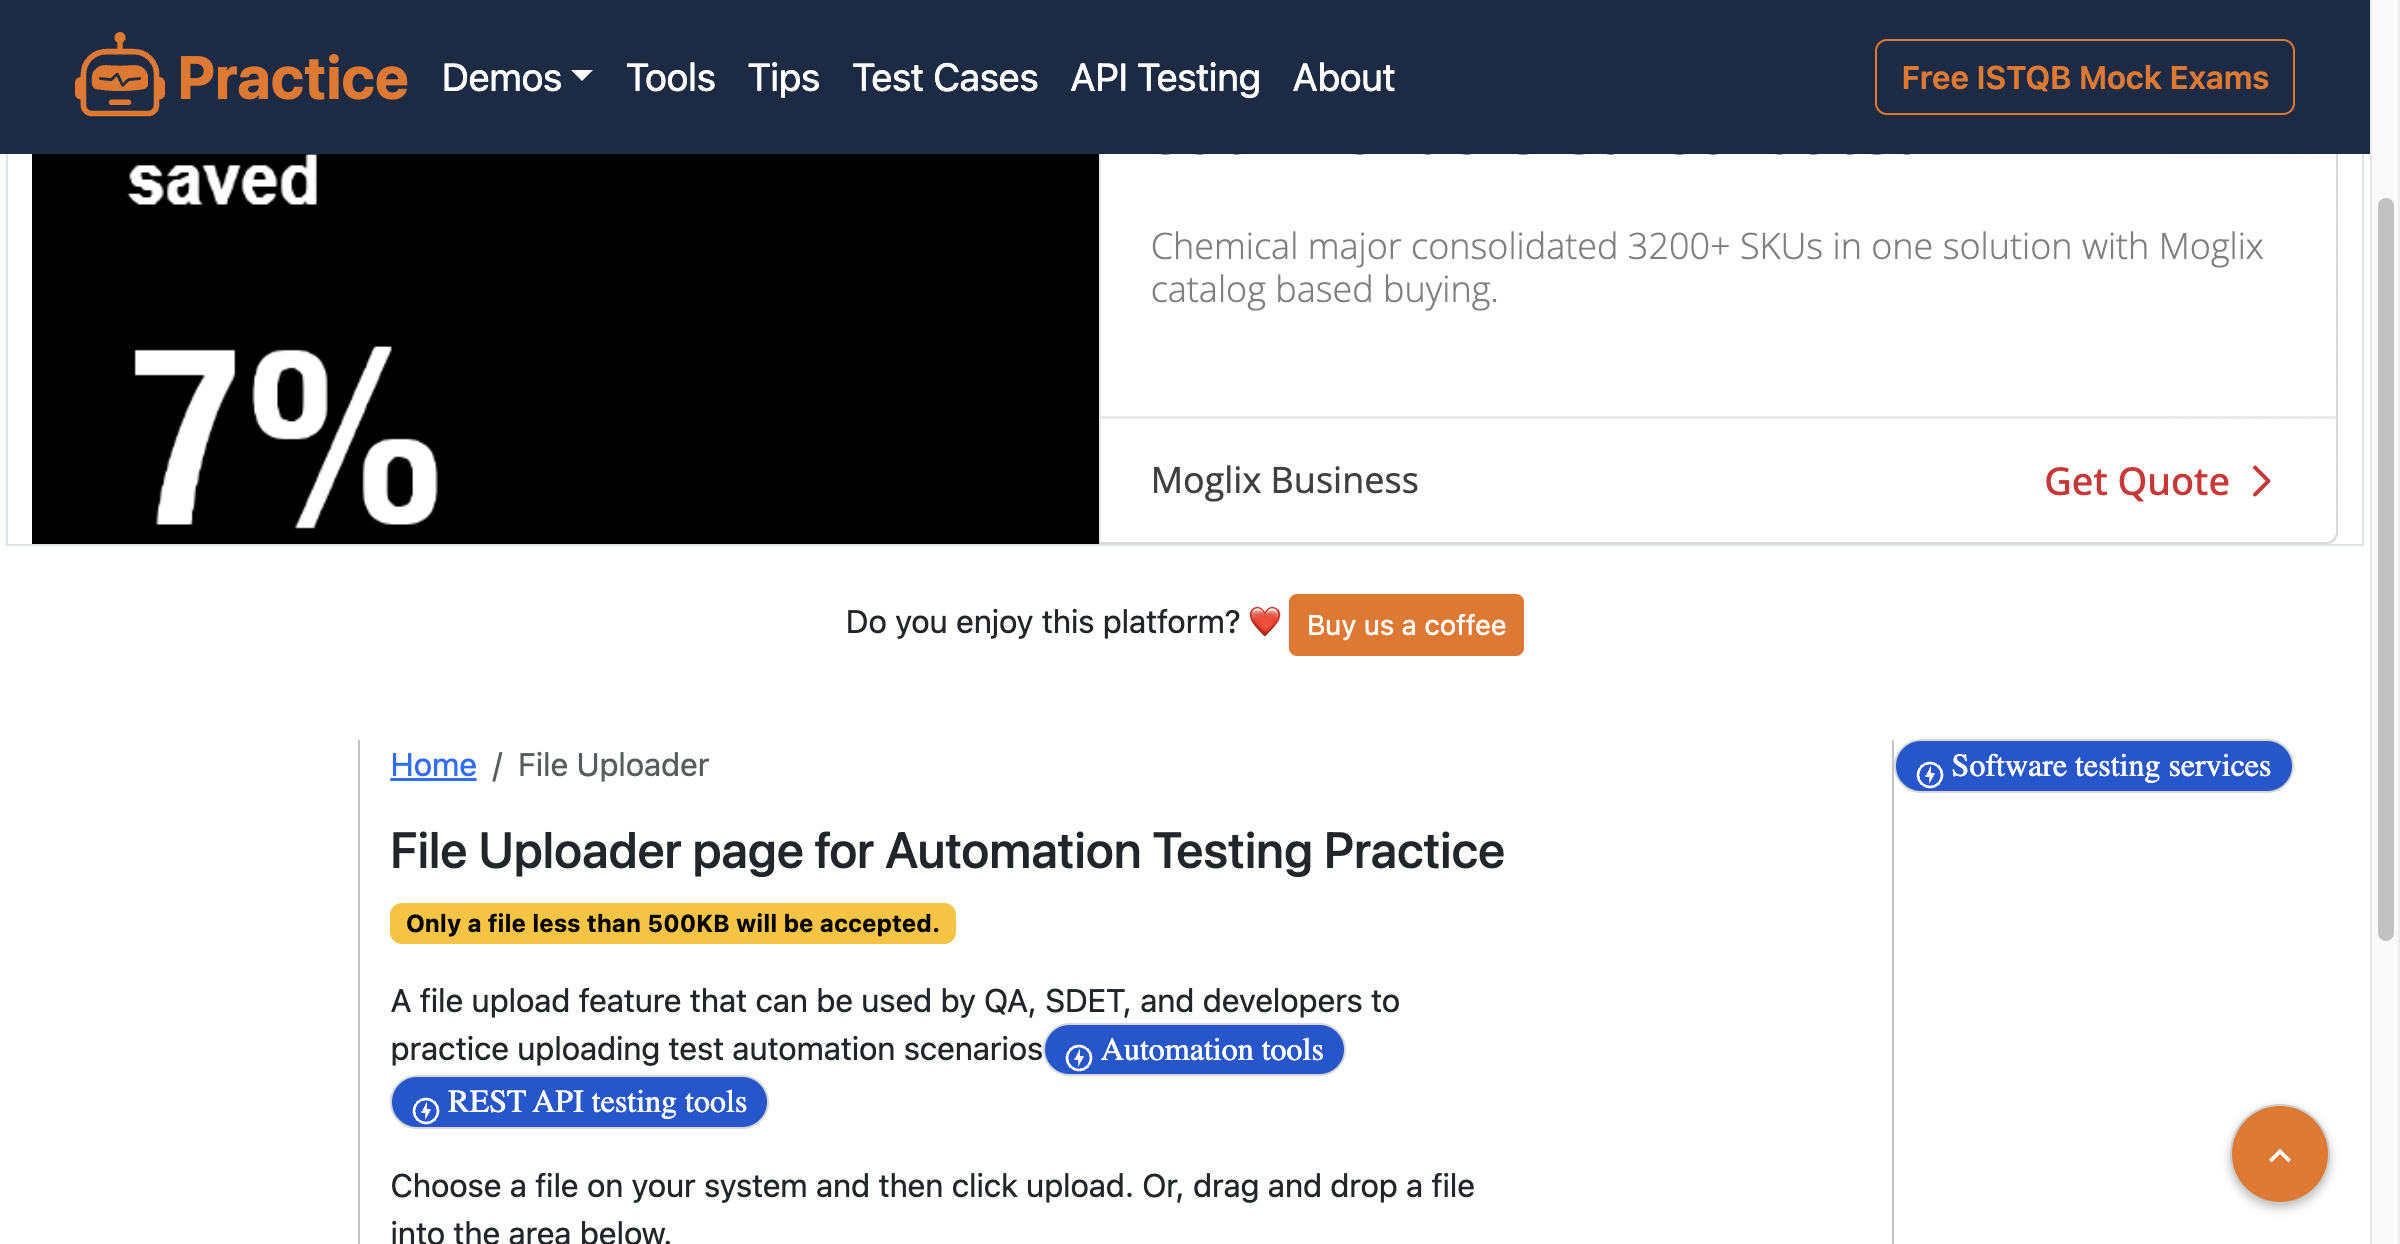 Practice Demos Tools Tips Test Cases API Testing About Free ISTQB Mock Exams
saved
7%
Chemical major consolidated 3200+ SKUs in one solution with Moglix
catalog based buying.
Moglix Business Get Quote
Do you enjoy this platform? ❤️ Buy us a coffee
Home / File Uploader
Software testing services
File Uploader page for Automation Testing Practice
Only a file less than 500KB will be accepted.
A file upload feature that can be used by QA, SDET, and developers to
practice uploading test automation scenarios Automation tools
REST API testing tools
Choose a file on your system and then click upload. Or, drag and drop a file
into the area below.